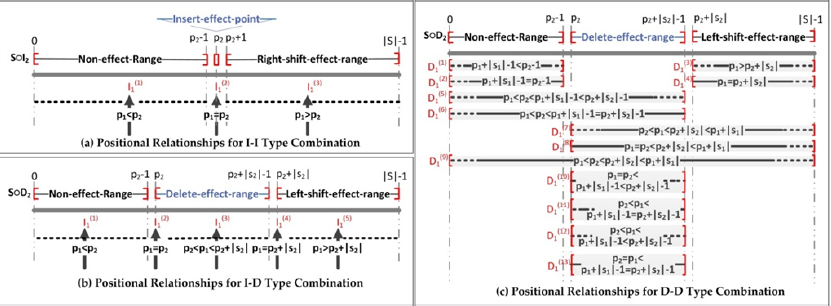 Insert-effect-point
0 p₂-1 p₂ p₂+1 |S|-1
S○I₂ Non-effect-Range Right-shift-effect-range
I₁⁽¹⁾ I₁⁽²⁾ I₁⁽³⁾
p₁<p₂ p₁=p₂ p₁>p₂
(a) Positional Relationships for I-I Type Combination
0 p₂-1 p₂ p₂+|s₂|-1 p₂+|s₂| |S|-1
S○D₂ Non-effect-Range Delete-effect-range Left-shift-effect-range
I₁⁽¹⁾ I₁⁽²⁾ I₁⁽³⁾ I₁⁽⁴⁾ I₁⁽⁵⁾
p₁<p₂ p₁=p₂ p₂<p₁<p₂+|s₂| p₁=p₂+|s₂| p₁>p₂+|s₂|
(b) Positional Relationships for I-D Type Combination
0 p₂-1 p₂ p₂+|s₂|-1 p₂+|s₂| |S|-1
S○D₂ Non-effect-Range Delete-effect-range Left-shift-effect-range
D₁⁽¹⁾ p₁+|s₁|-1<p₂-1 D₁⁽³⁾ p₁>p₂+|s₂|
D₁⁽²⁾ p₁+|s₁|-1=p₂-1 D₁⁽⁴⁾ p₁=p₂+|s₂|
D₁⁽⁵⁾ p₁<p₂<p₁+|s₁|-1<p₂+|s₂|-1
D₁⁽⁶⁾ p₁<p₂<p₁+|s₁|-1=p₂+|s₂|-1
D₁⁽⁷⁾ p₂<p₁<p₂+|s₂|<p₁+|s₁|
D₁⁽⁸⁾ p₁=p₂<p₂+|s₂|<p₁+|s₁|
D₁⁽⁹⁾ p₁<p₂<p₂+|s₂|<p₁+|s₁|
D₁⁽¹⁰⁾ p₁=p₂<
p₁+|s₁|-1<p₂+|s₂|-1
D₁⁽¹¹⁾ p₂<p₁<
p₁+|s₁|-1=p₂+|s₂|-1
D₁⁽¹²⁾ p₂<p₁<
p₁+|s₁|-1<p₂+|s₂|-1
D₁⁽¹³⁾ p₂=p₁<
p₁+|s₁|-1=p₂+|s₂|-1
(c) Positional Relationships for D-D Type Combination